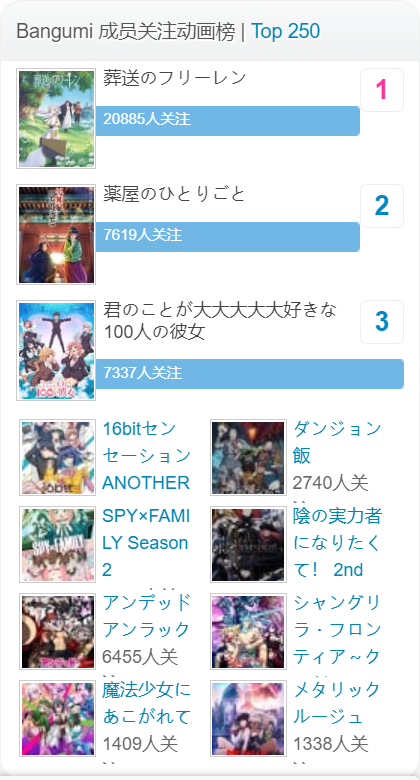 Bangumi 成员关注动画榜 | Top 250
葬送のフリーレン
1
20885人关注
薬屋のひとりごと
2
7619人关注
君のことが大大大大大好きな
100人の彼女
3
7337人关注
16bitセン
セーション
ANOTHER
ダンジョン
飯
2740人关
SPY×FAMI
LY Season
2
陰の実力者
になりたく
て! 2nd
アンデッド
アンラック
6455人关
シャングリ
ラ・フロン
ティア～ク
魔法少女に
あこがれて
1409人关
メタリック
ルージュ
1338人关